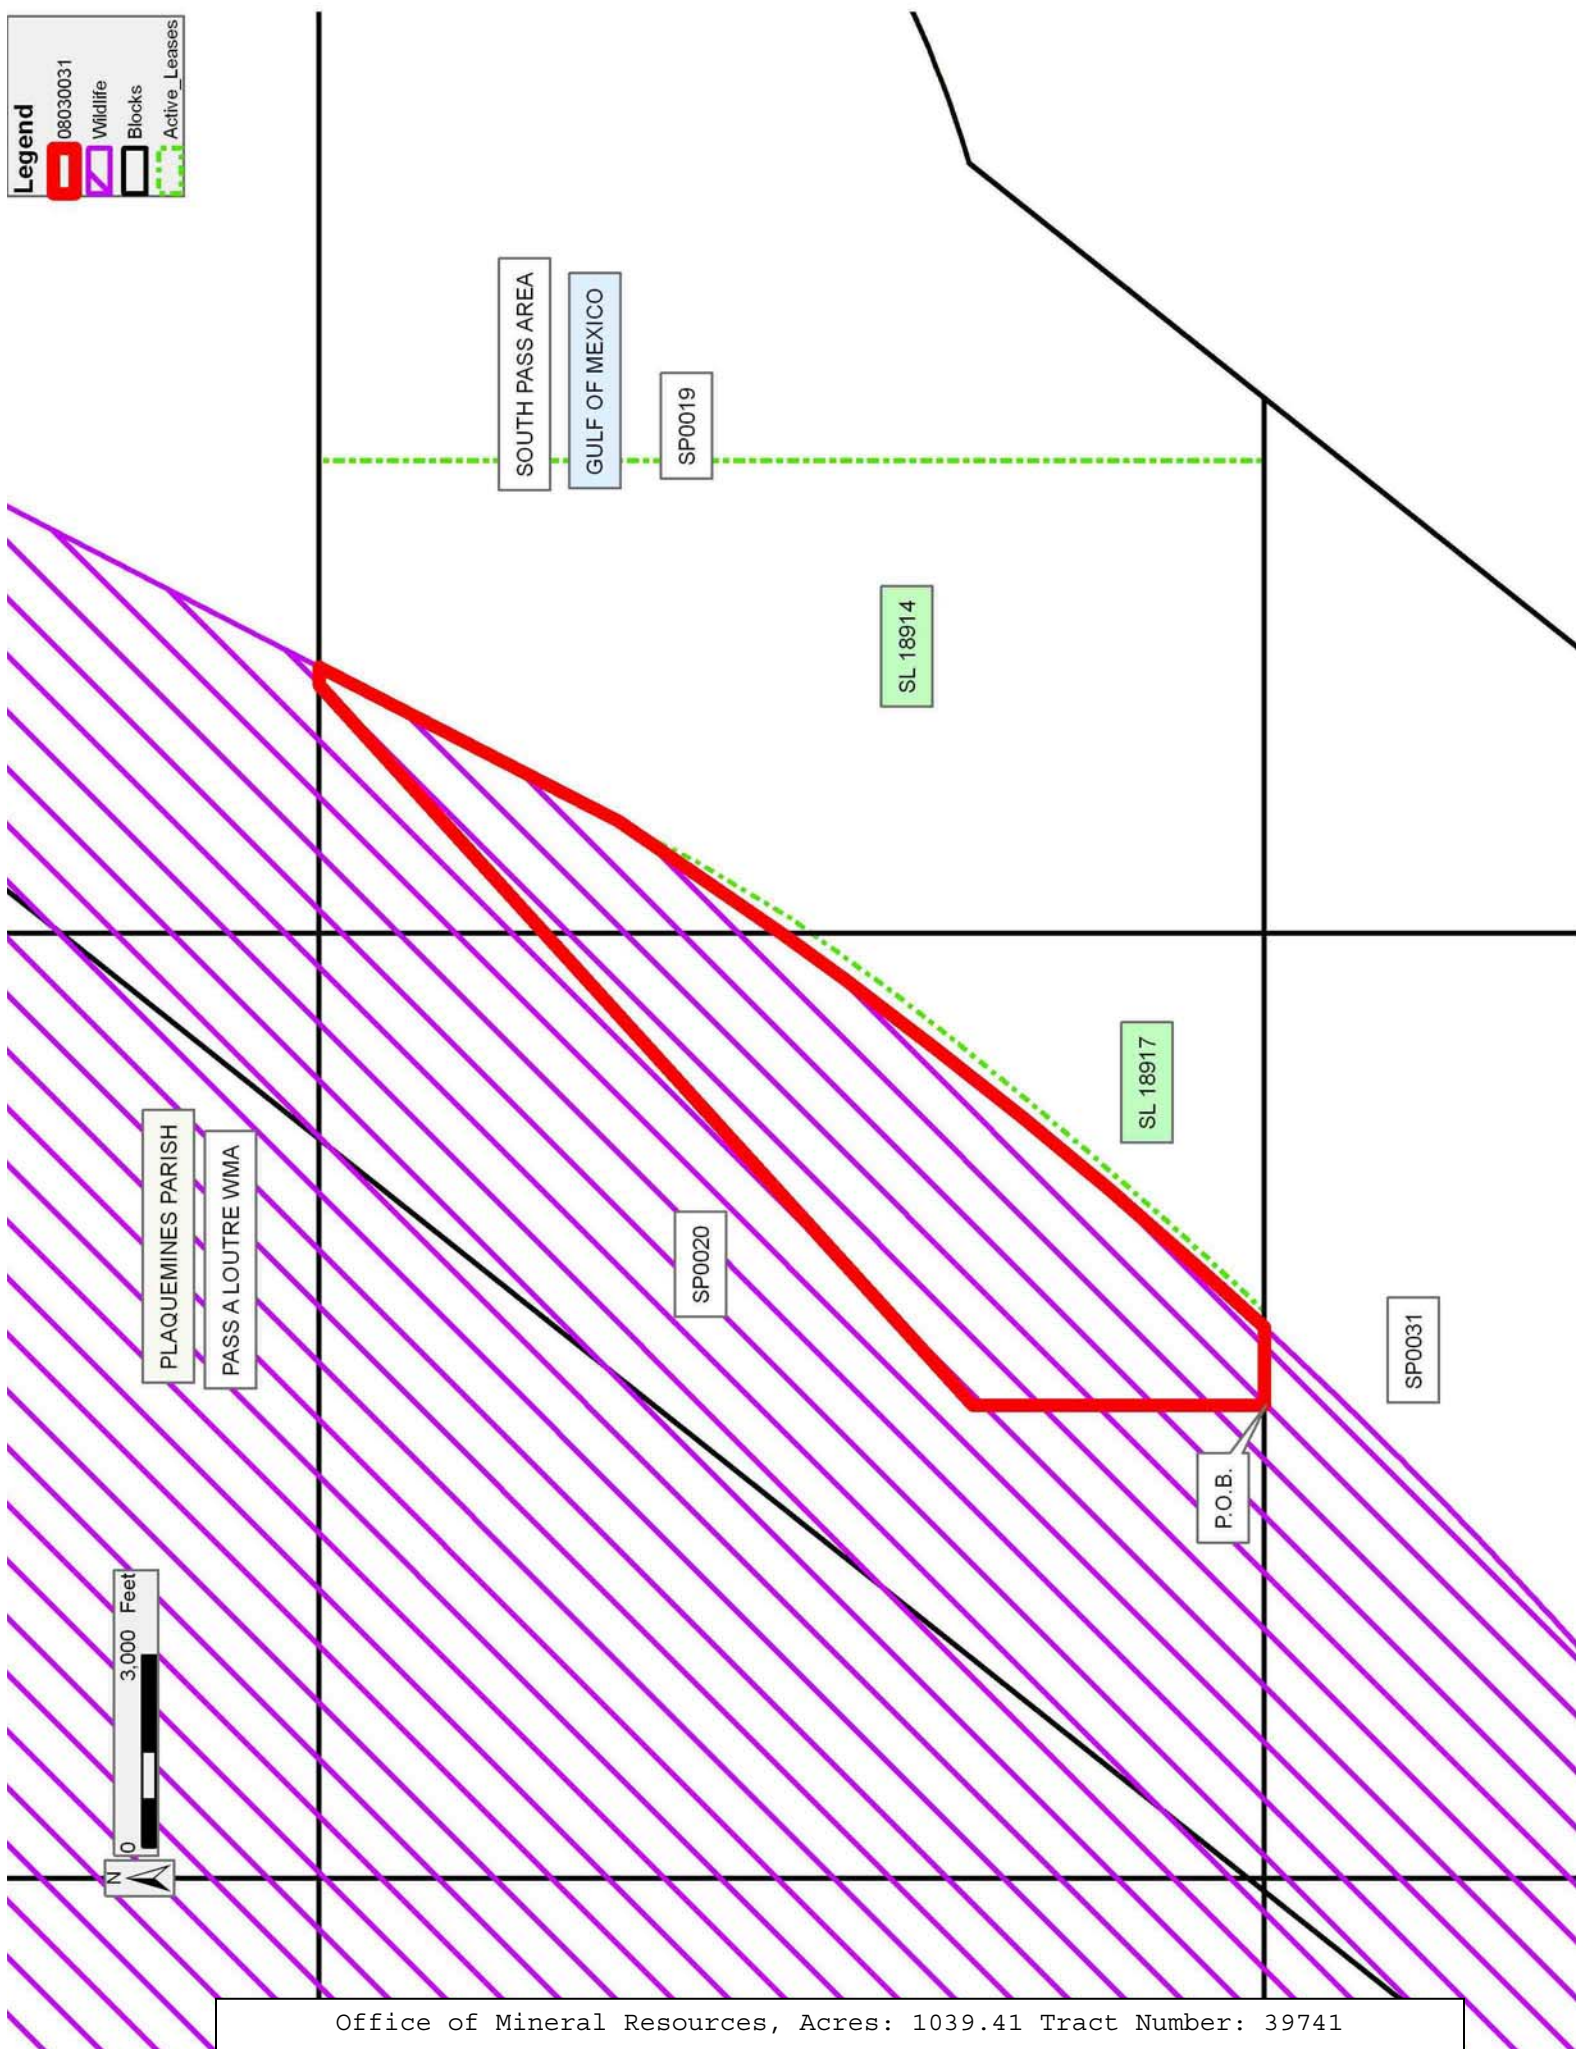 Legend
08030031
Wildlife
Blocks
Active_Leases
SOUTH PASS AREA
GULF OF MEXICO
SP0019
SL 18914
PLAQUEMINES PARISH
PASS A LOUTRE WMA
SP0020
SL 18917
SP0031
P.O.B.
0 3,000 Feet
N
Office of Mineral Resources, Acres: 1039.41 Tract Number: 39741